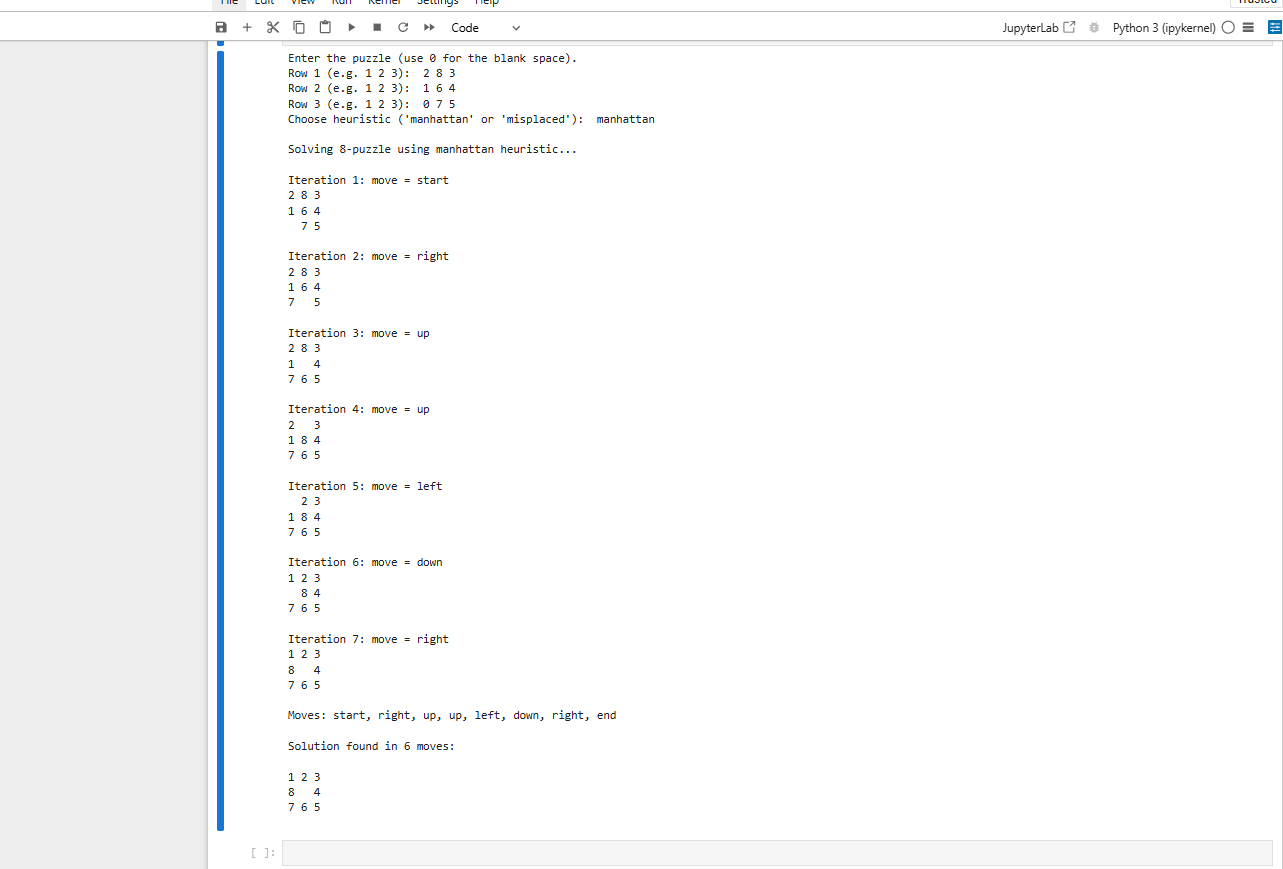 File Edit View Run Kernel Settings Help Trusted
Code JupyterLab Python 3 (ipykernel)
Enter the puzzle (use 0 for the blank space).
Row 1 (e.g. 1 2 3):  2 8 3
Row 2 (e.g. 1 2 3):  1 6 4
Row 3 (e.g. 1 2 3):  0 7 5
Choose heuristic ('manhattan' or 'misplaced'):  manhattan
Solving 8-puzzle using manhattan heuristic...
Iteration 1: move = start
2 8 3
1 6 4
  7 5
Iteration 2: move = right
2 8 3
1 6 4
7   5
Iteration 3: move = up
2 8 3
1   4
7 6 5
Iteration 4: move = up
2   3
1 8 4
7 6 5
Iteration 5: move = left
  2 3
1 8 4
7 6 5
Iteration 6: move = down
1 2 3
  8 4
7 6 5
Iteration 7: move = right
1 2 3
8   4
7 6 5
Moves: start, right, up, up, left, down, right, end
Solution found in 6 moves:
1 2 3
8   4
7 6 5
[ ]: